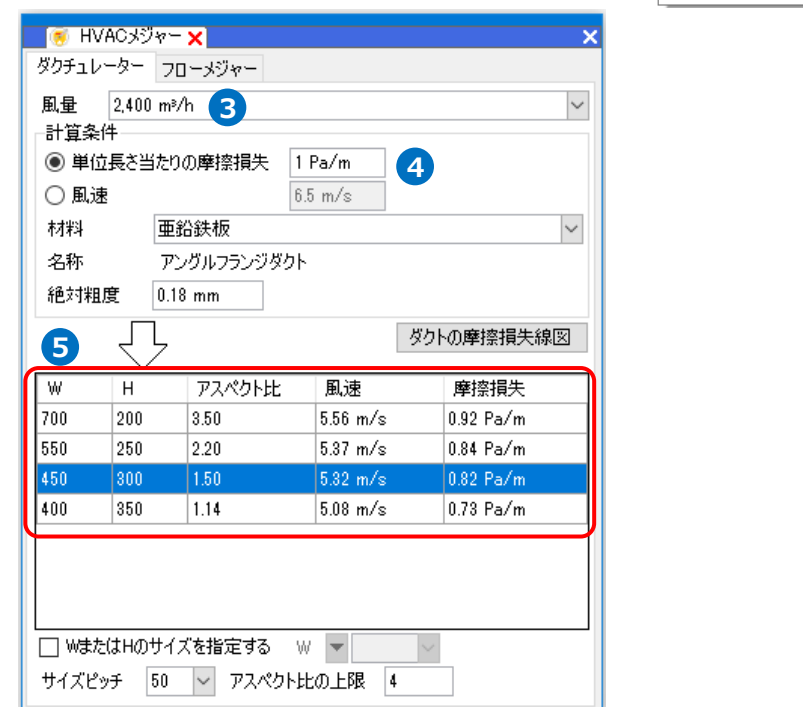 HVACメジャー
ダクチュレーター フローメジャー
風量 2,400 m³/h 3
計算条件
単位長さ当たりの摩擦損失 1 Pa/m 4
風速 6.5 m/s
材料 亜鉛鉄板
名称 アングルフランジダクト
絶対粗度 0.18 mm
5 ダクトの摩擦損失線図
W H アスペクト比 風速 摩擦損失
700 200 3.50 5.56 m/s 0.92 Pa/m
550 250 2.20 5.37 m/s 0.84 Pa/m
450 300 1.50 5.32 m/s 0.82 Pa/m
400 350 1.14 5.08 m/s 0.73 Pa/m
WまたはHのサイズを指定する W
サイズピッチ 50 アスペクト比の上限 4